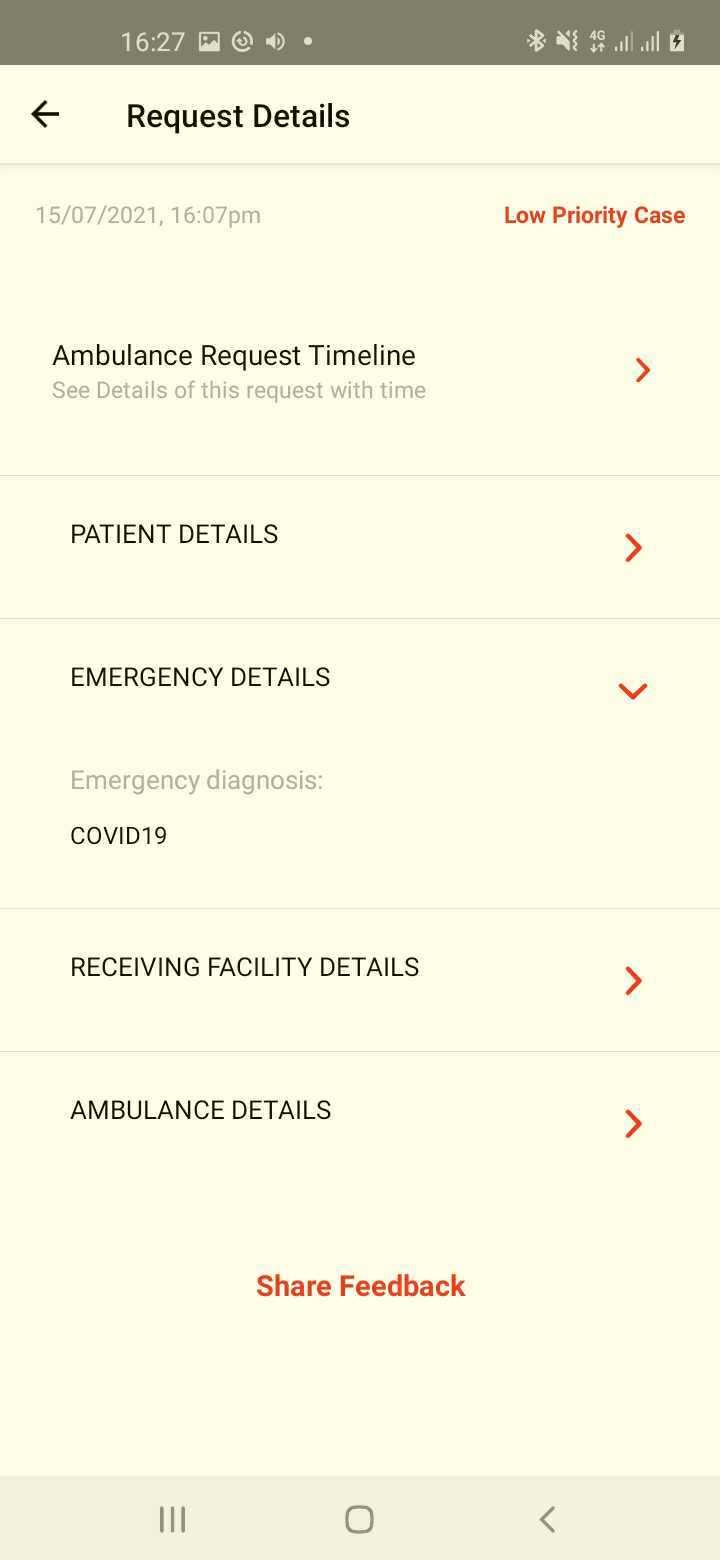 16:27
4G
Request Details
15/07/2021, 16:07pm
Low Priority Case
Ambulance Request Timeline
See Details of this request with time
PATIENT DETAILS
EMERGENCY DETAILS
Emergency diagnosis:
COVID19
RECEIVING FACILITY DETAILS
AMBULANCE DETAILS
Share Feedback